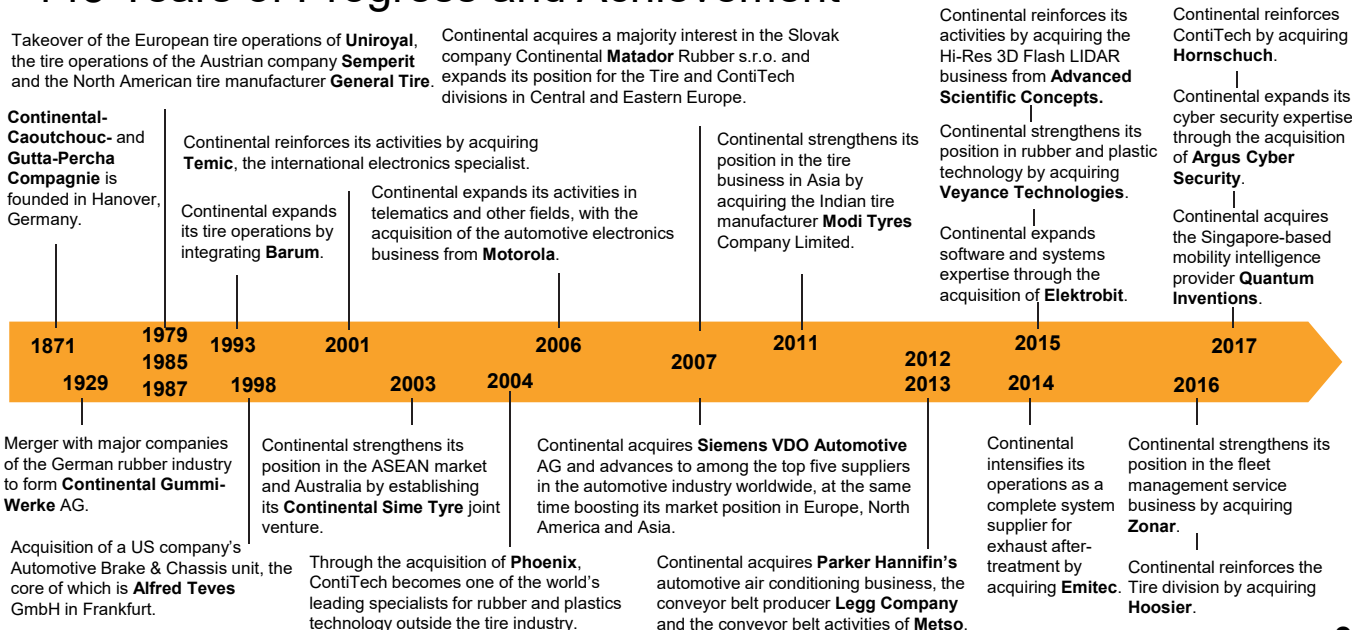 Years of Progress and Achievement
Takeover of the European tire operations of Uniroyal,
the tire operations of the Austrian company Semperit
and the North American tire manufacturer General Tire.
Continental acquires a majority interest in the Slovak
company Continental Matador Rubber s.r.o. and
expands its position for the Tire and ContiTech
divisions in Central and Eastern Europe.
Continental reinforces its
activities by acquiring the
Hi-Res 3D Flash LIDAR
business from Advanced
Scientific Concepts.
Continental reinforces
ContiTech by acquiring
Hornschuch.
Continental-
Caoutchouc- and
Gutta-Percha
Compagnie is
founded in Hanover,
Germany.
Continental reinforces its activities by acquiring
Temic, the international electronics specialist.
Continental expands
its tire operations by
integrating Barum.
Continental expands its activities in
telematics and other fields, with the
acquisition of the automotive electronics
business from Motorola.
Continental strengthens its
position in the tire
business in Asia by
acquiring the Indian tire
manufacturer Modi Tyres
Company Limited.
Continental strengthens its
position in rubber and plastic
technology by acquiring
Veyance Technologies.
Continental expands
software and systems
expertise through the
acquisition of Elektrobit.
Continental expands its
cyber security expertise
through the acquisition
of Argus Cyber
Security.
Continental acquires
the Singapore-based
mobility intelligence
provider Quantum
Inventions.
1871
1929
1979
1985
1987
1993
1998
2001
2003
2004
2006
2007
2011
2012
2013
2015
2014
2017
2016
Merger with major companies
of the German rubber industry
to form Continental Gummi-
Werke AG.
Acquisition of a US company's
Automotive Brake & Chassis unit, the
core of which is Alfred Teves
GmbH in Frankfurt.
Continental strengthens its
position in the ASEAN market
and Australia by establishing
its Continental Sime Tyre joint
venture.
Through the acquisition of Phoenix,
ContiTech becomes one of the world's
leading specialists for rubber and plastics
technology outside the tire industry.
Continental acquires Siemens VDO Automotive
AG and advances to among the top five suppliers
in the automotive industry worldwide, at the same
time boosting its market position in Europe, North
America and Asia.
Continental acquires Parker Hannifin's
automotive air conditioning business, the
conveyor belt producer Legg Company
and the conveyor belt activities of Metso.
Continental
intensifies its
operations as a
complete system
supplier for
exhaust after-
treatment by
acquiring Emitec.
Continental strengthens its
position in the fleet
management service
business by acquiring
Zonar.
Continental reinforces the
Tire division by acquiring
Hoosier.